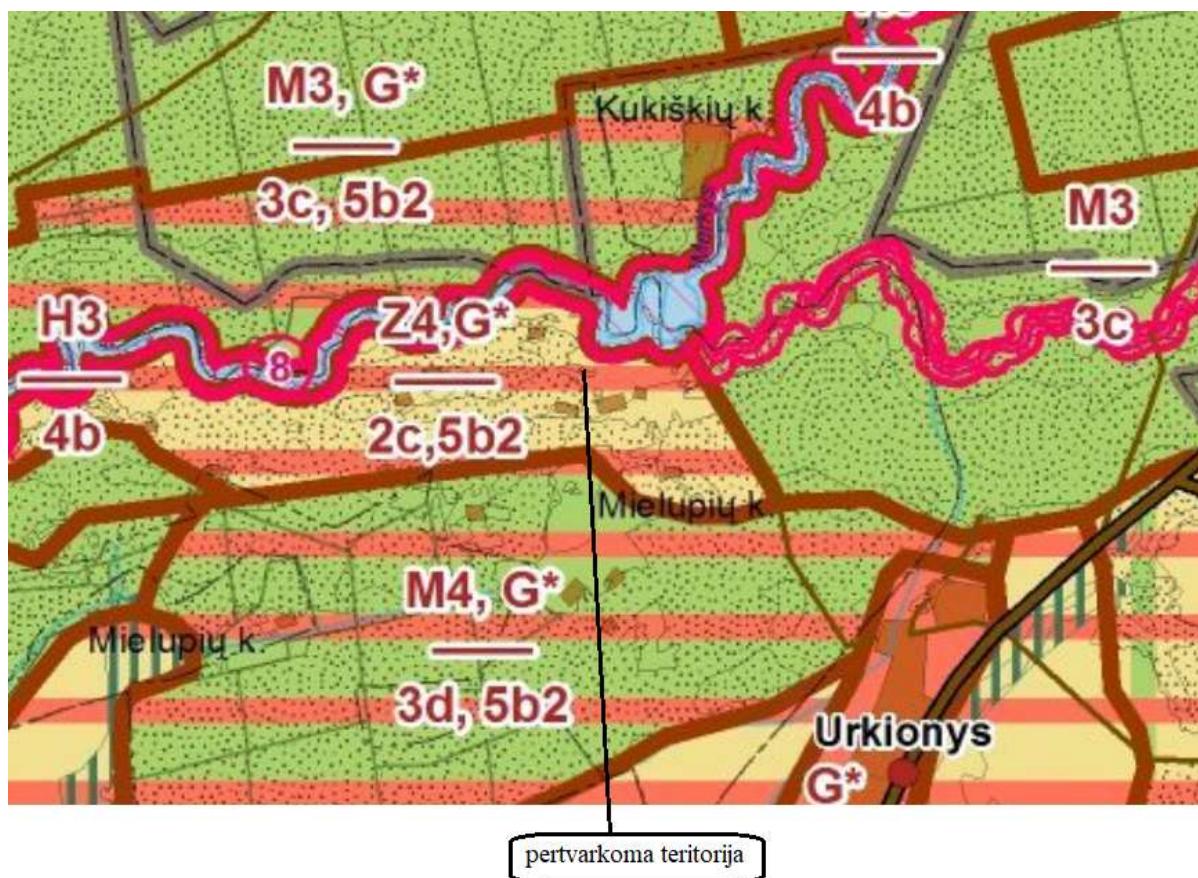 M3, G*
3c, 5b2
Kukiškių k.
4b
M3
3c
H3
4b
8
Z4,G*
2c,5b2
Mielupių k.
M4, G*
3d, 5b2
Mielupių k.
Urkionys
G*
pertvarkoma teritorija